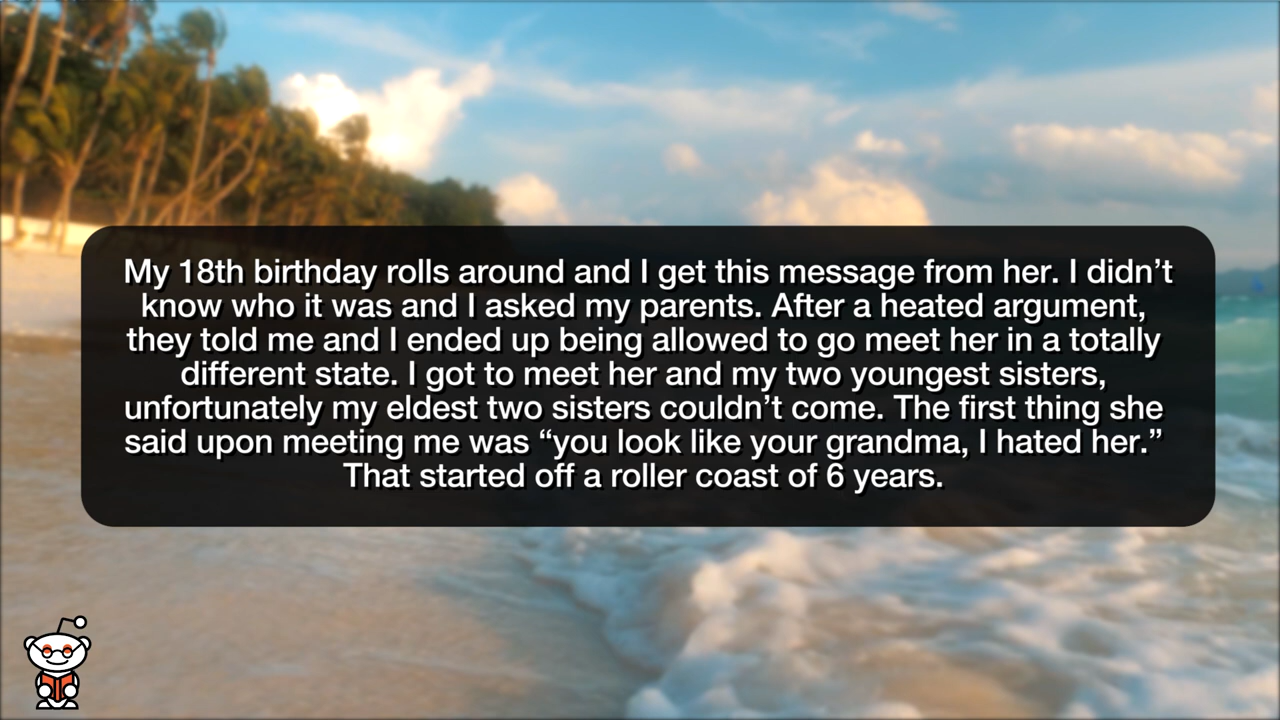 My 18th birthday rolls around and I get this message from her. I didn’t
know who it was and I asked my parents. After a heated argument,
they told me and I ended up being allowed to go meet her in a totally
different state. I got to meet her and my two youngest sisters,
unfortunately my eldest two sisters couldn’t come. The first thing she
said upon meeting me was “you look like your grandma, I hated her.”
That started off a roller coast of 6 years.